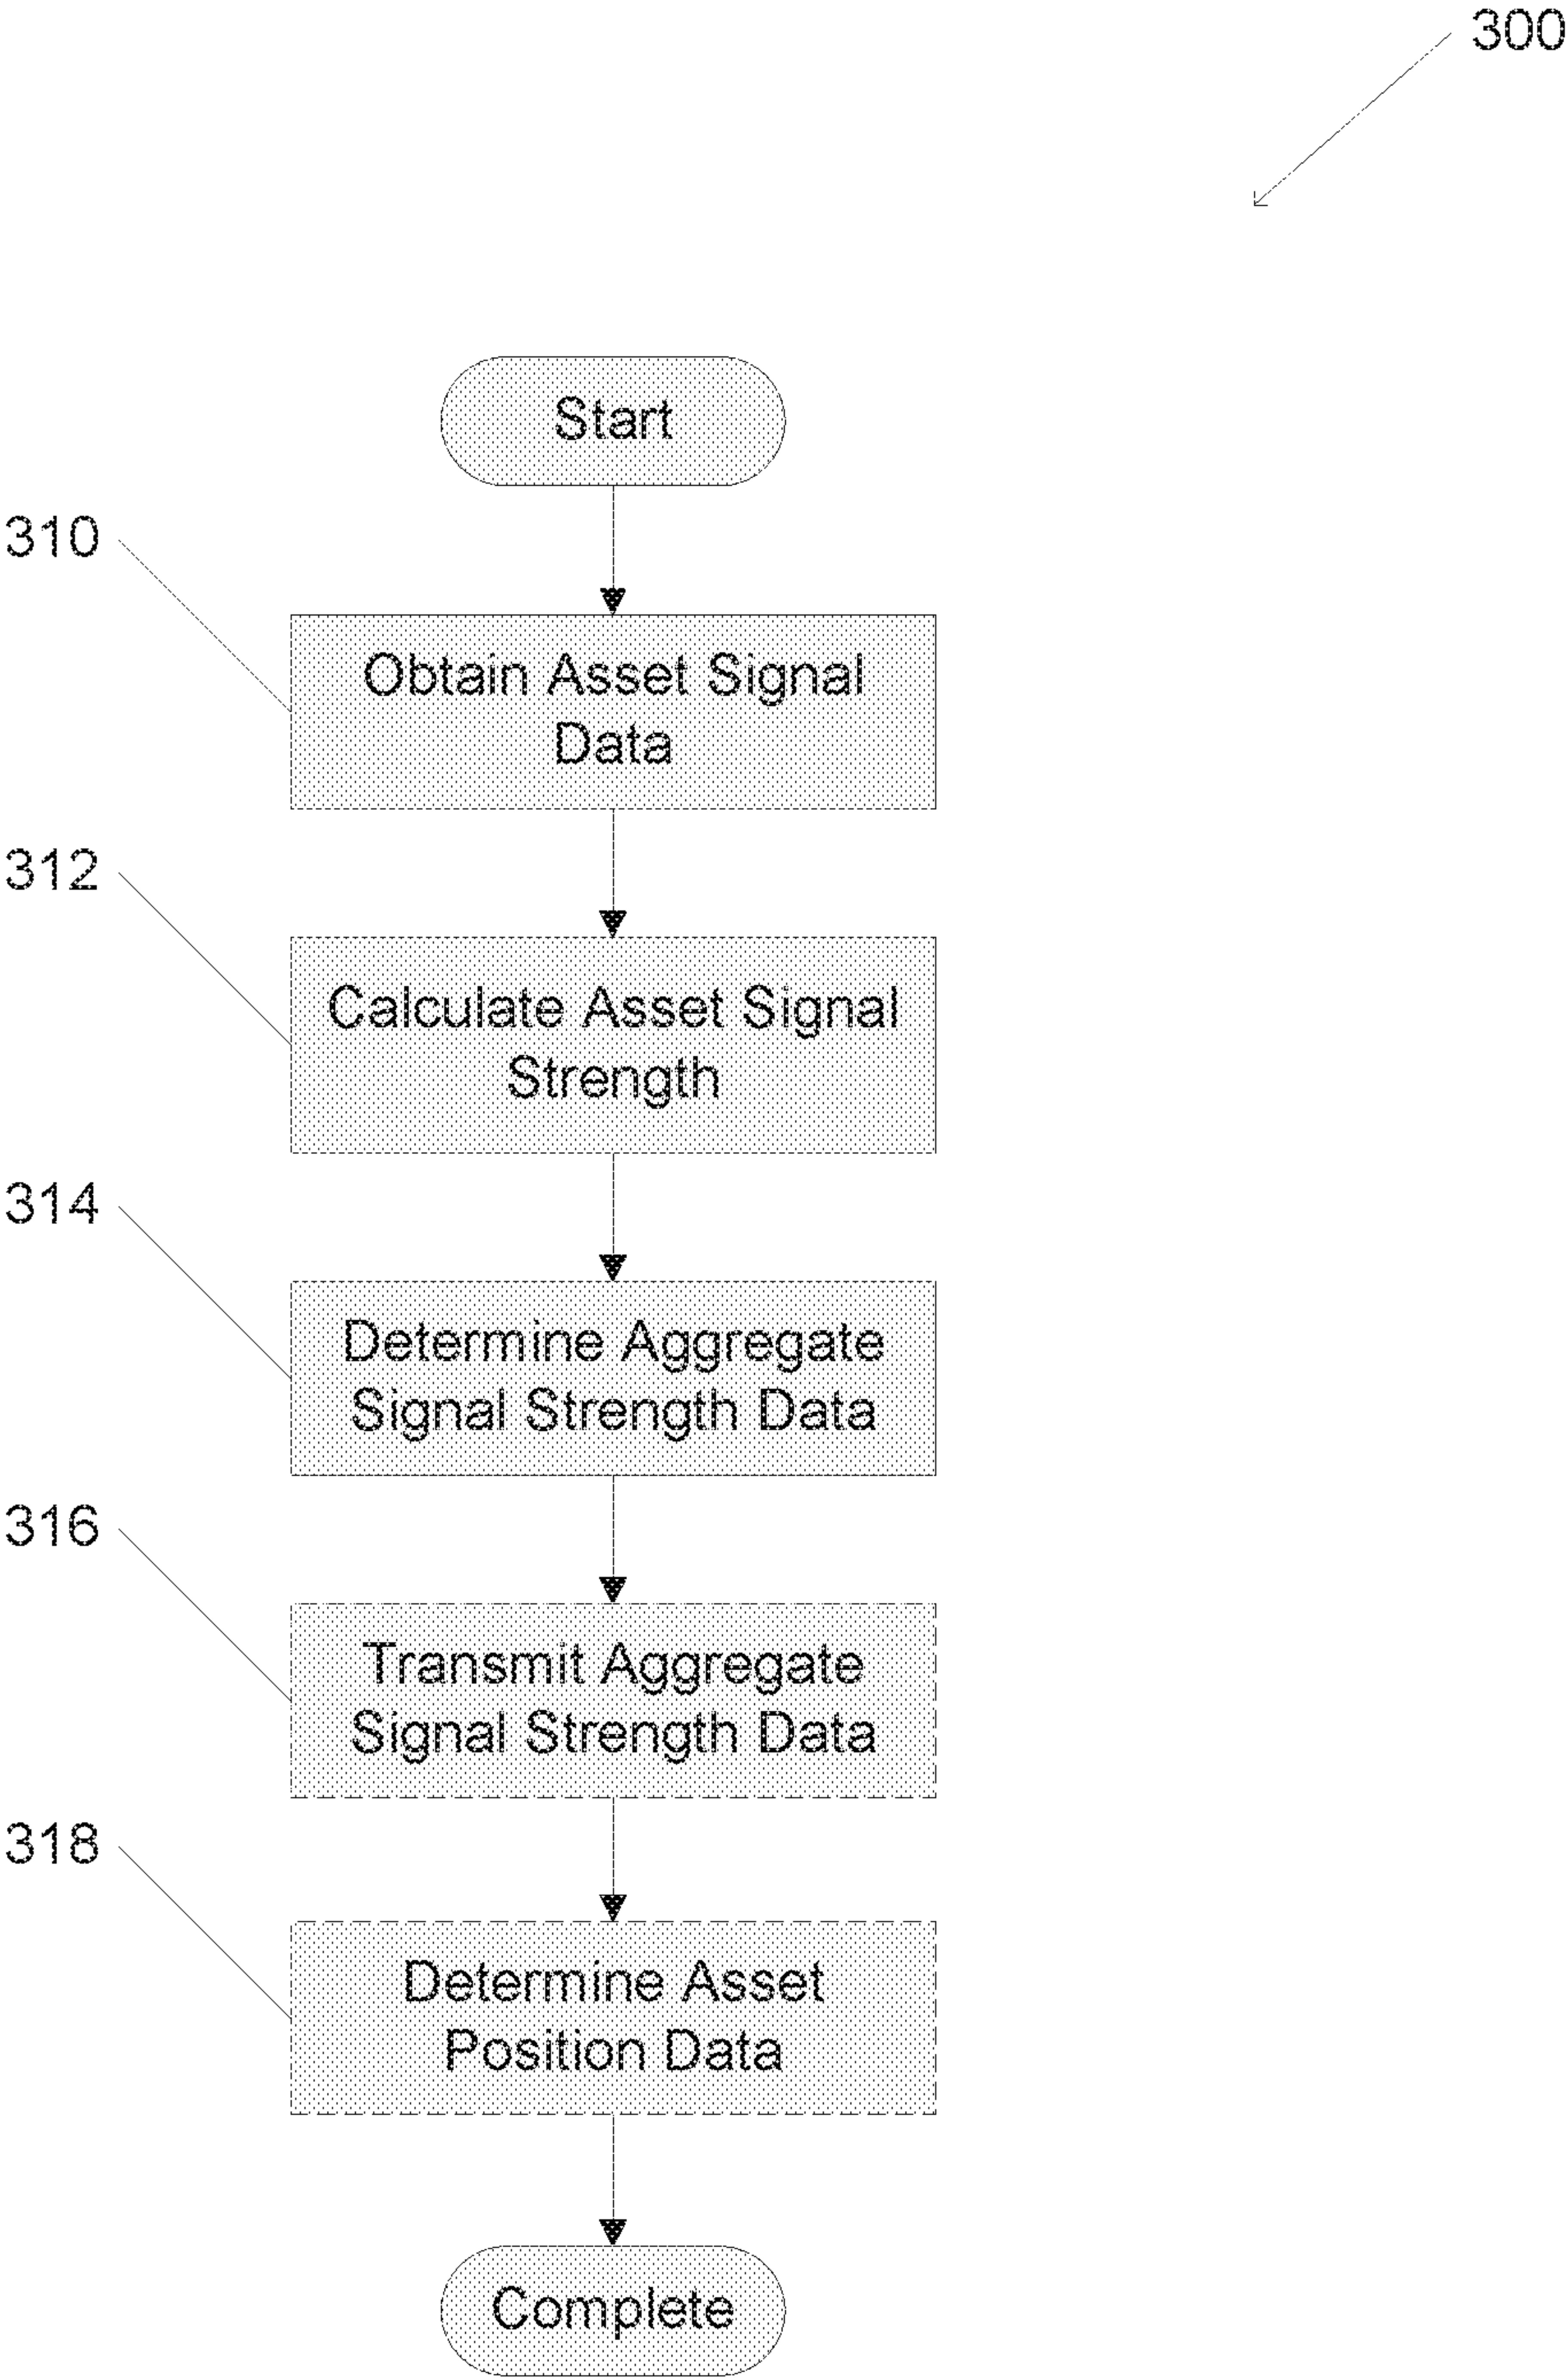 300
Start
310
Obtain Asset Signal
Data
312
Calculate Asset Signal
Strength
314
Determine Aggregate
Signal Strength Data
316
Transmit Aggregate
Signal Strength Data
318
Determine Asset
Position Data
Complete